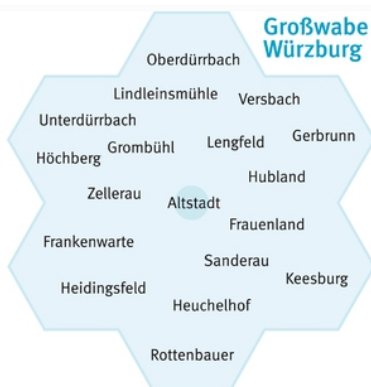 Großwabe
Würzburg
Oberdürrbach
Lindleinsmühle
Versbach
Unterdürrbach
Gerbrunn
Lengfeld
Grombühl
Höchberg
Hubland
Zellerau
Altstadt
Frauenland
Frankenwarte
Sanderau
Keesburg
Heidingsfeld
Heuchelhof
Rottenbauer